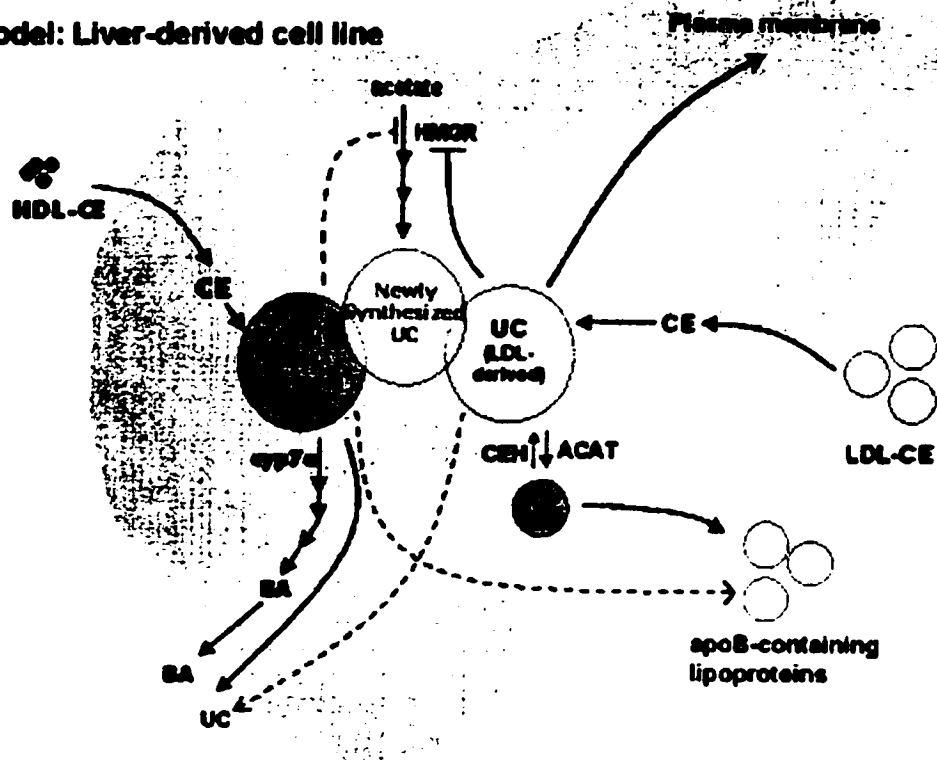 odel: Liver-derived cell line
Plasma membrane
acetate
HMGR
HDL-CE
CE
Newly
Synthesized
UC
UC
(LDL-
derived)
CE
LDL-CE
cyp7α
CEH
ACAT
BA
BA
UC
apoB-containing
lipoproteins